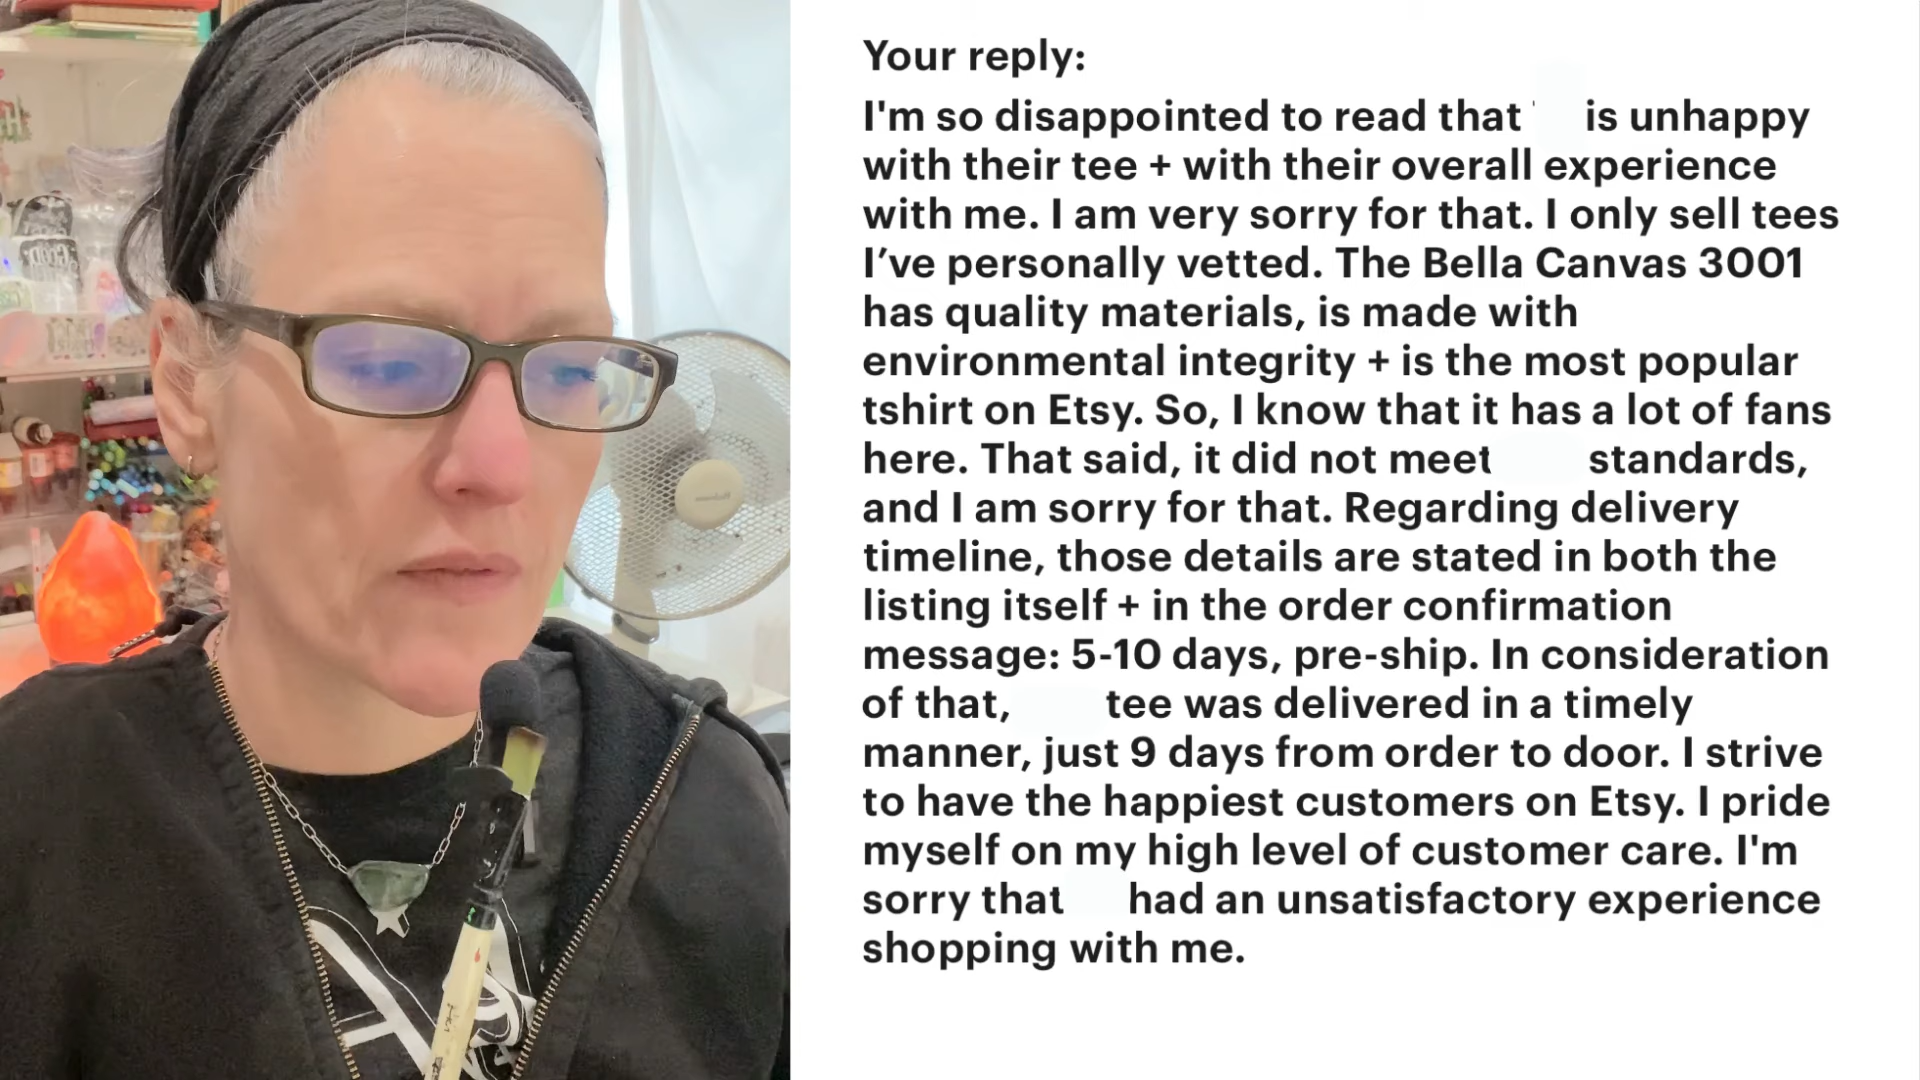 Your reply:
I'm so disappointed to read that is unhappy
with their tee + with their overall experience
with me. I am very sorry for that. I only sell tees
I’ve personally vetted. The Bella Canvas 3001
has quality materials, is made with
environmental integrity + is the most popular
tshirt on Etsy. So, I know that it has a lot of fans
here. That said, it did not meet standards,
and I am sorry for that. Regarding delivery
timeline, those details are stated in both the
listing itself + in the order confirmation
message: 5-10 days, pre-ship. In consideration
of that, tee was delivered in a timely
manner, just 9 days from order to door. I strive
to have the happiest customers on Etsy. I pride
myself on my high level of customer care. I'm
sorry that had an unsatisfactory experience
shopping with me.